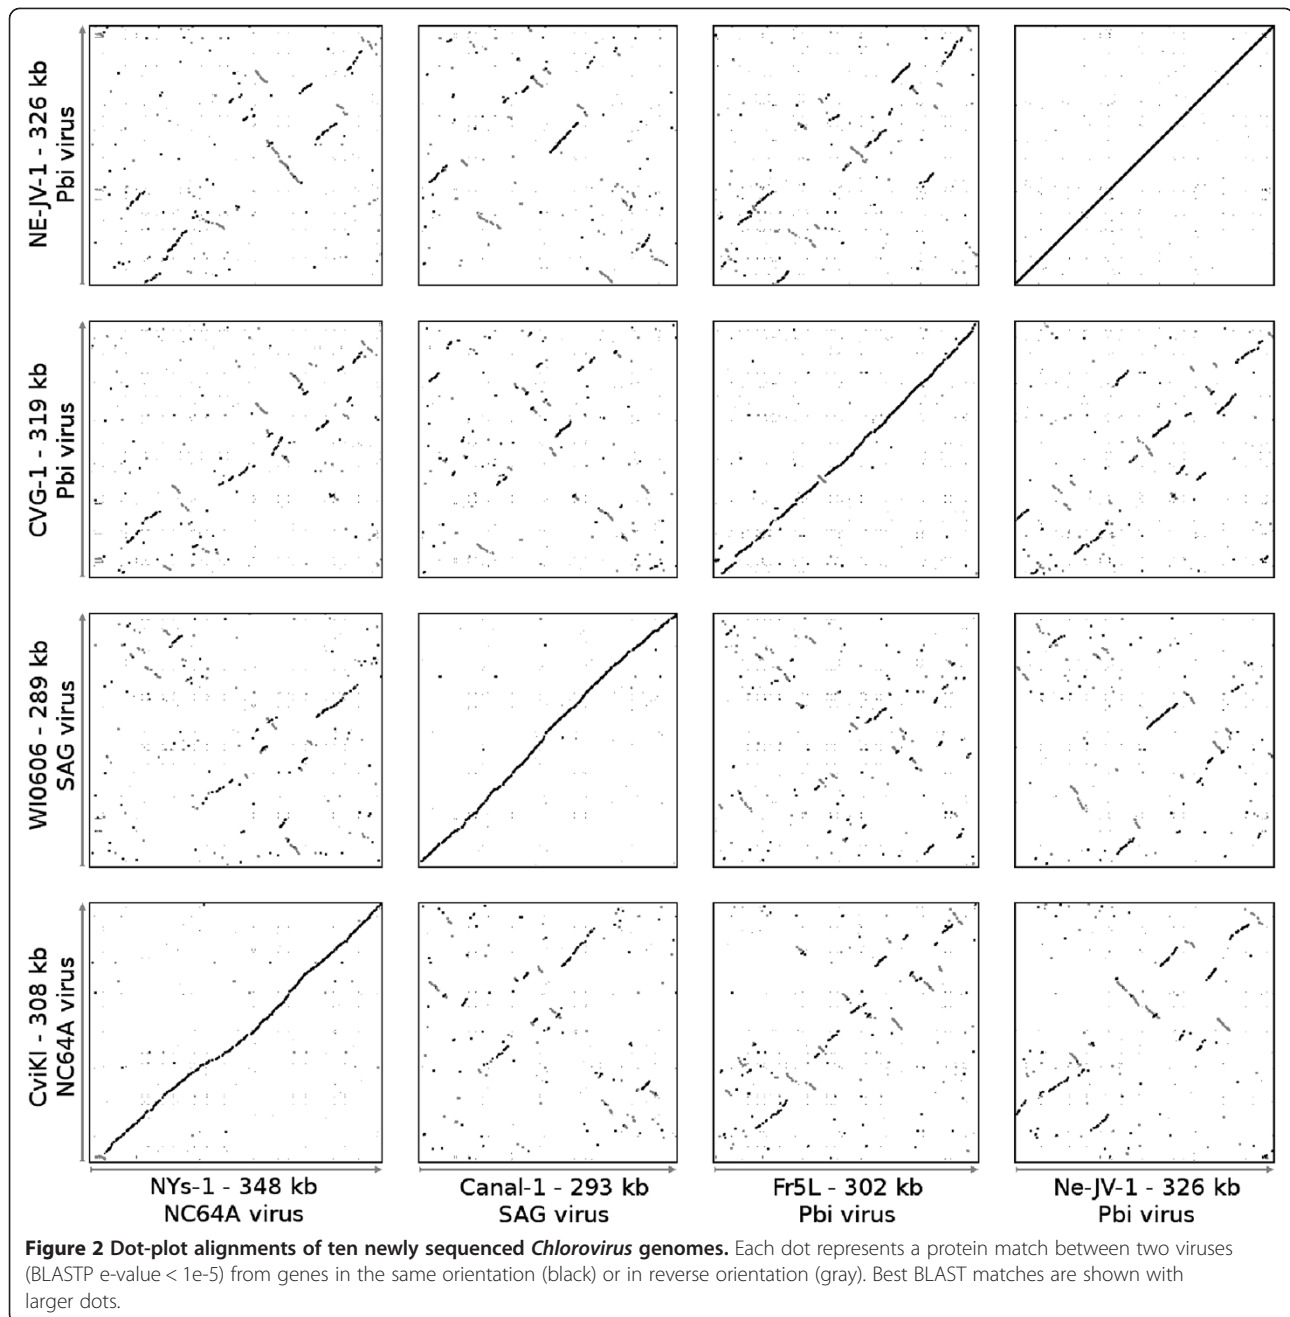 NE-JV-1 - 326 kb
Pbi virus
CVG-1 - 319 kb
Pbi virus
WI0606 - 289 kb
SAG virus
CviKI - 308 kb
NC64A virus
NYs-1 - 348 kb
NC64A virus
Canal-1 - 293 kb
SAG virus
Fr5L - 302 kb
Pbi virus
Ne-JV-1 - 326 kb
Pbi virus
Figure 2 Dot-plot alignments of ten newly sequenced Chlorovirus genomes. Each dot represents a protein match between two viruses
(BLASTP e-value < 1e-5) from genes in the same orientation (black) or in reverse orientation (gray). Best BLAST matches are shown with
larger dots.